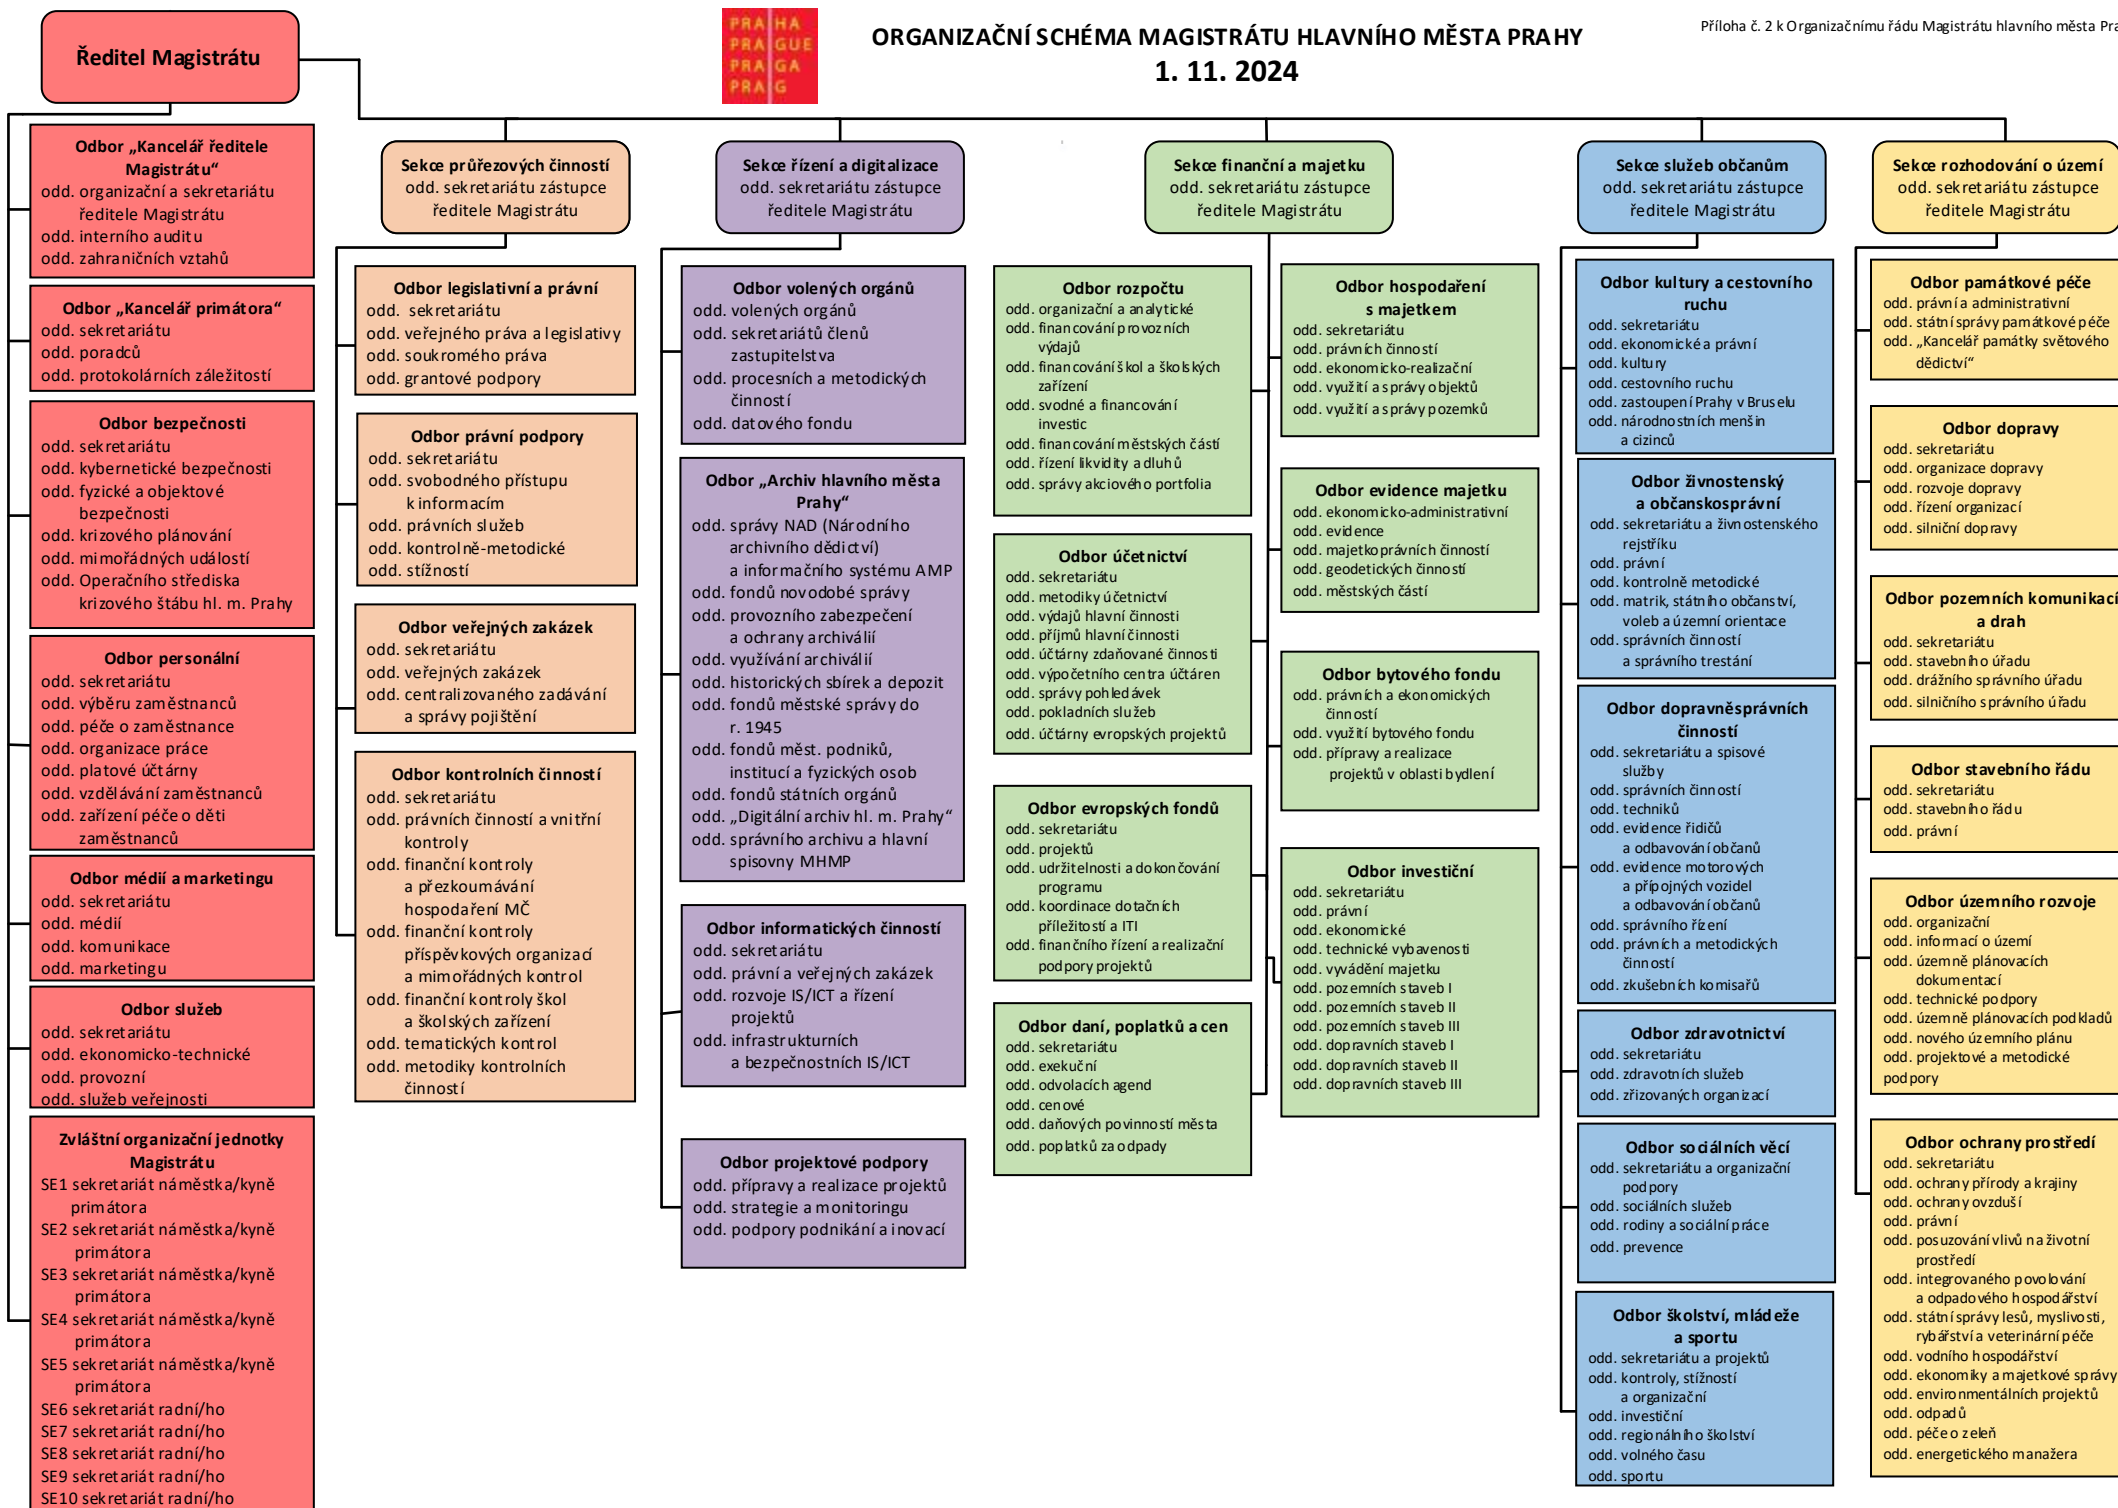 Ředitel Magistrátu
PRA HA
PRA GUE
PRA GA
PRA G
ORGANIZAČNÍ SCHÉMA MAGISTRÁTU HLAVNÍHO MĚSTA PRAHY
1. 11. 2024
Příloha č. 2 k Organizačnímu řádu Magistrátu hlavního města Pra
Odbor „Kancelář ředitele
Magistrátu“
odd. organizační a sekretariátu
ředitele Magistrátu
odd. interního auditu
odd. zahraničních vztahů
Odbor „Kancelář primátora“
odd. sekretariátu
odd. poradců
odd. protokolárních záležitostí
Odbor bezpečnosti
odd. sekretariátu
odd. kybernetické bezpečnosti
odd. fyzické a objektové
bezpečnosti
odd. krizového plánování
odd. mimořádných událostí
odd. Operačního střediska
krizového štábu hl. m. Prahy
Odbor personální
odd. sekretariátu
odd. výběru zaměstnanců
odd. péče o zaměstnance
odd. organizace práce
odd. platové účtárny
odd. vzdělávání zaměstnanců
odd. zařízení péče o děti
zaměstnanců
Odbor médií a marketingu
odd. sekretariátu
odd. médií
odd. komunikace
odd. marketingu
Odbor služeb
odd. sekretariátu
odd. ekonomicko-technické
odd. provozní
odd. služeb veřejnosti
Zvláštní organizační jednotky
Magistrátu
SE1 sekretariát náměstka/kyně
primátora
SE2 sekretariát náměstka/kyně
primátora
SE3 sekretariát náměstka/kyně
primátora
SE4 sekretariát náměstka/kyně
primátora
SE5 sekretariát náměstka/kyně
primátora
SE6 sekretariát radní/ho
SE7 sekretariát radní/ho
SE8 sekretariát radní/ho
SE9 sekretariát radní/ho
SE10 sekretariát radní/ho
Sekce průřezových činností
odd. sekretariátu zástupce
ředitele Magistrátu
Odbor legislativní a právní
odd. sekretariátu
odd. veřejného práva a legislativy
odd. soukromého práva
odd. grantové podpory
Odbor právní podpory
odd. sekretariátu
odd. svobodného přístupu
k informacím
odd. právních služeb
odd. kontrolně-metodické
odd. stížností
Odbor veřejných zakázek
odd. sekretariátu
odd. veřejných zakázek
odd. centralizovaného zadávání
a správy pojištění
Odbor kontrolních činností
odd. sekretariátu
odd. právních činností a vnitřní
kontroly
odd. finanční kontroly
a přezkoumávání
hospodaření MČ
odd. finanční kontroly
příspěvkových organizací
a mimořádných kontrol
odd. finanční kontroly škol
a školských zařízení
odd. tematických kontrol
odd. metodiky kontrolních
činností
Sekce řízení a digitalizace
odd. sekretariátu zástupce
ředitele Magistrátu
Odbor volených orgánů
odd. volených orgánů
odd. sekretariátů členů
zastupitelstva
odd. procesních a metodických
činností
odd. datového fondu
Odbor „Archiv hlavního města
Prahy“
odd. správy NAD (Národního
archivního dědictví)
a informačního systému AMP
odd. fondů novodobé správy
odd. provozního zabezpečení
a ochrany archiválií
odd. využívání archiválií
odd. historických sbírek a depozit
odd. fondů městské správy do
r. 1945
odd. fondů měst. podniků,
institucí a fyzických osob
odd. fondů státních orgánů
odd. „Digitální archiv hl. m. Prahy“
odd. správního archivu a hlavní
spisovny MHMP
Odbor informatických činností
odd. sekretariátu
odd. právní a veřejných zakázek
odd. rozvoje IS/ICT a řízení
projektů
odd. infrastrukturních
a bezpečnostních IS/ICT
Odbor projektové podpory
odd. přípravy a realizace projektů
odd. strategie a monitoringu
odd. podpory podnikání a inovací
Sekce finanční a majetku
odd. sekretariátu zástupce
ředitele Magistrátu
Odbor rozpočtu
odd. organizační a analytické
odd. financování provozních
výdajů
odd. financování škol a školských
zařízení
odd. svodné a financování
investic
odd. financování městských částí
odd. řízení likvidity a dluhů
odd. správy akciového portfolia
Odbor účetnictví
odd. sekretariátu
odd. metodiky účetnictví
odd. výdajů hlavní činnosti
odd. příjmů hlavní činnosti
odd. účtárny zdaňované činnosti
odd. výpočetního centra účtáren
odd. správy pohledávek
odd. pokladních služeb
odd. účtárny evropských projektů
Odbor evropských fondů
odd. sekretariátu
odd. projektů
odd. udržitelnosti a dokončování
programu
odd. koordinace dotačních
příležitostí a ITI
odd. finančního řízení a realizační
podpory projektů
Odbor daní, poplatků a cen
odd. sekretariátu
odd. exekuční
odd. odvolacích agend
odd. cenové
odd. daňových povinností města
odd. poplatků za odpady
Odbor hospodaření
s majetkem
odd. sekretariátu
odd. právních činností
odd. ekonomicko-realizační
odd. využití a správy objektů
odd. využití a správy pozemků
Odbor evidence majetku
odd. ekonomicko-administrativní
odd. evidence
odd. majetkoprávních činností
odd. geodetických činností
odd. městských částí
Odbor bytového fondu
odd. právních a ekonomických
činností
odd. využití bytového fondu
odd. přípravy a realizace
projektů v oblasti bydlení
Odbor investiční
odd. sekretariátu
odd. právní
odd. ekonomické
odd. technické vybavenosti
odd. vyvádění majetku
odd. pozemních staveb I
odd. pozemních staveb II
odd. pozemních staveb III
odd. dopravních staveb I
odd. dopravních staveb II
odd. dopravních staveb III
Sekce služeb občanům
odd. sekretariátu zástupce
ředitele Magistrátu
Odbor kultury a cestovního
ruchu
odd. sekretariátu
odd. ekonomické a právní
odd. kultury
odd. cestovního ruchu
odd. zastoupení Prahy v Bruselu
odd. národnostních menšin
a cizinců
Odbor živnostenský
a občanskosprávní
odd. sekretariátu a živnostenského
rejstříku
odd. právní
odd. kontrolně metodické
odd. matrik, státního občanství,
voleb a územní orientace
odd. správních činností
a správního trestání
Odbor dopravněsprávních
činností
odd. sekretariátu a spisové
služby
odd. správních činností
odd. techniků
odd. evidence řidičů
a odbavování občanů
odd. evidence motorových
a přípojných vozidel
a odbavování občanů
odd. správního řízení
odd. právních a metodických
činností
odd. zkušebních komisařů
Odbor zdravotnictví
odd. sekretariátu
odd. zdravotních služeb
odd. zřizovaných organizací
Odbor sociálních věcí
odd. sekretariátu a organizační
podpory
odd. sociálních služeb
odd. rodiny a sociální práce
odd. prevence
Odbor školství, mládeže
a sportu
odd. sekretariátu a projektů
odd. kontroly, stížností
a organizační
odd. investiční
odd. regionálního školství
odd. volného času
odd. sportu
Sekce rozhodování o území
odd. sekretariátu zástupce
ředitele Magistrátu
Odbor památkové péče
odd. právní a administrativní
odd. státní správy památkové péče
odd. „Kancelář památky světového
dědictví“
Odbor dopravy
odd. sekretariátu
odd. organizace dopravy
odd. rozvoje dopravy
odd. řízení organizací
odd. silniční dopravy
Odbor pozemních komunikací
a drah
odd. sekretariátu
odd. stavebního úřadu
odd. drážního správního úřadu
odd. silničního správního úřadu
Odbor stavebního řádu
odd. sekretariátu
odd. stavebního řádu
odd. právní
Odbor územního rozvoje
odd. organizační
odd. informací o území
odd. územně plánovacích
dokumentací
odd. technické podpory
odd. územně plánovacích podkladů
odd. nového územního plánu
odd. projektové a metodické
podpory
Odbor ochrany prostředí
odd. sekretariátu
odd. ochrany přírody a krajiny
odd. ochrany ovzduší
odd. právní
odd. posuzování vlivů na životní
prostředí
odd. integrovaného povolování
a odpadového hospodářství
odd. státní správy lesů, myslivosti,
rybářství a veterinární péče
odd. vodního hospodářství
odd. ekonomiky a majetkové správy
odd. environmentálních projektů
odd. odpadů
odd. péče o zeleň
odd. energetického manažera